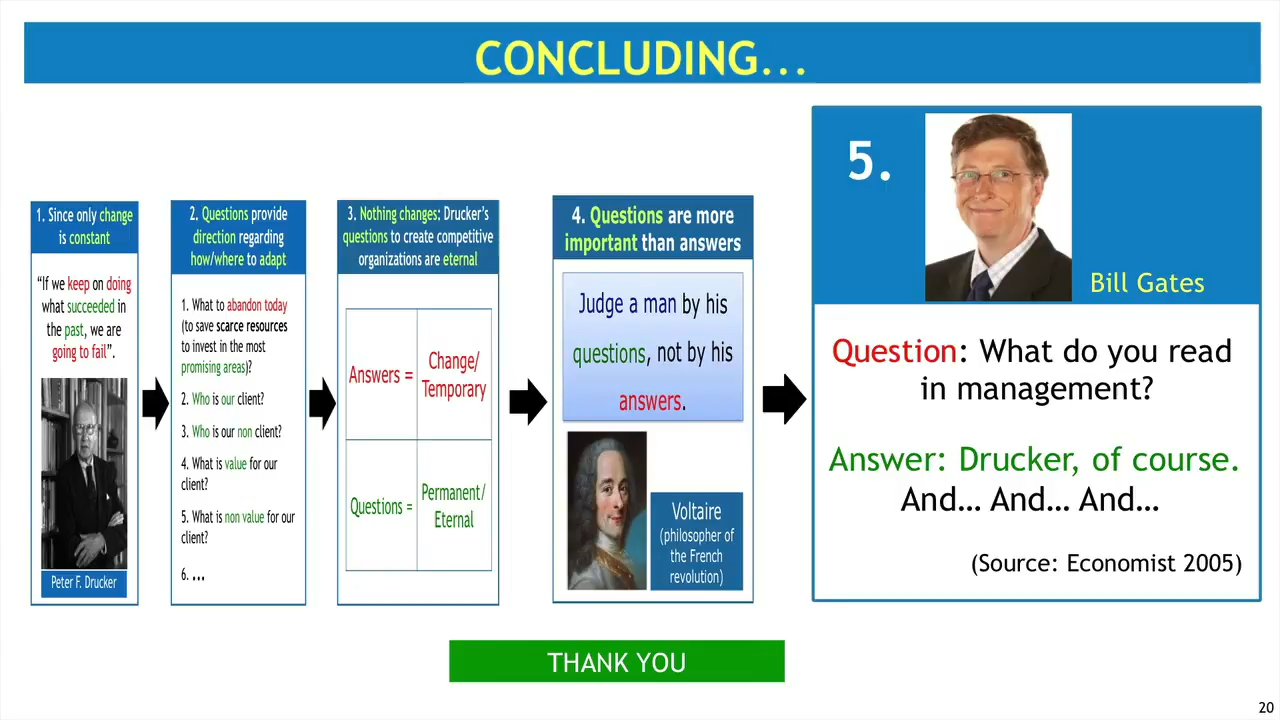 CONCLUDING...
1. Since only change
is constant
“If we keep on doing
what succeeded in
the past, we are
going to fail”.
Peter F. Drucker
2. Questions provide
direction regarding
how/where to adapt
1. What to abandon today
(to save scarce resources
to invest in the most
promising areas)?
2. Who is our client?
3. Who is our non client?
4. What is value for our
client?
5. What is non value for our
client?
6. ...
3. Nothing changes: Drucker’s
questions to create competitive
organizations are eternal
Answers =
Change/
Temporary
Questions =
Permanent/
Eternal
4. Questions are more
important than answers
Judge a man by his
questions, not by his
answers.
Voltaire
(philosopher of
the French
revolution)
5.
Bill Gates
Question: What do you read
in management?
Answer: Drucker, of course.
And… And… And…
(Source: Economist 2005)
THANK YOU
20